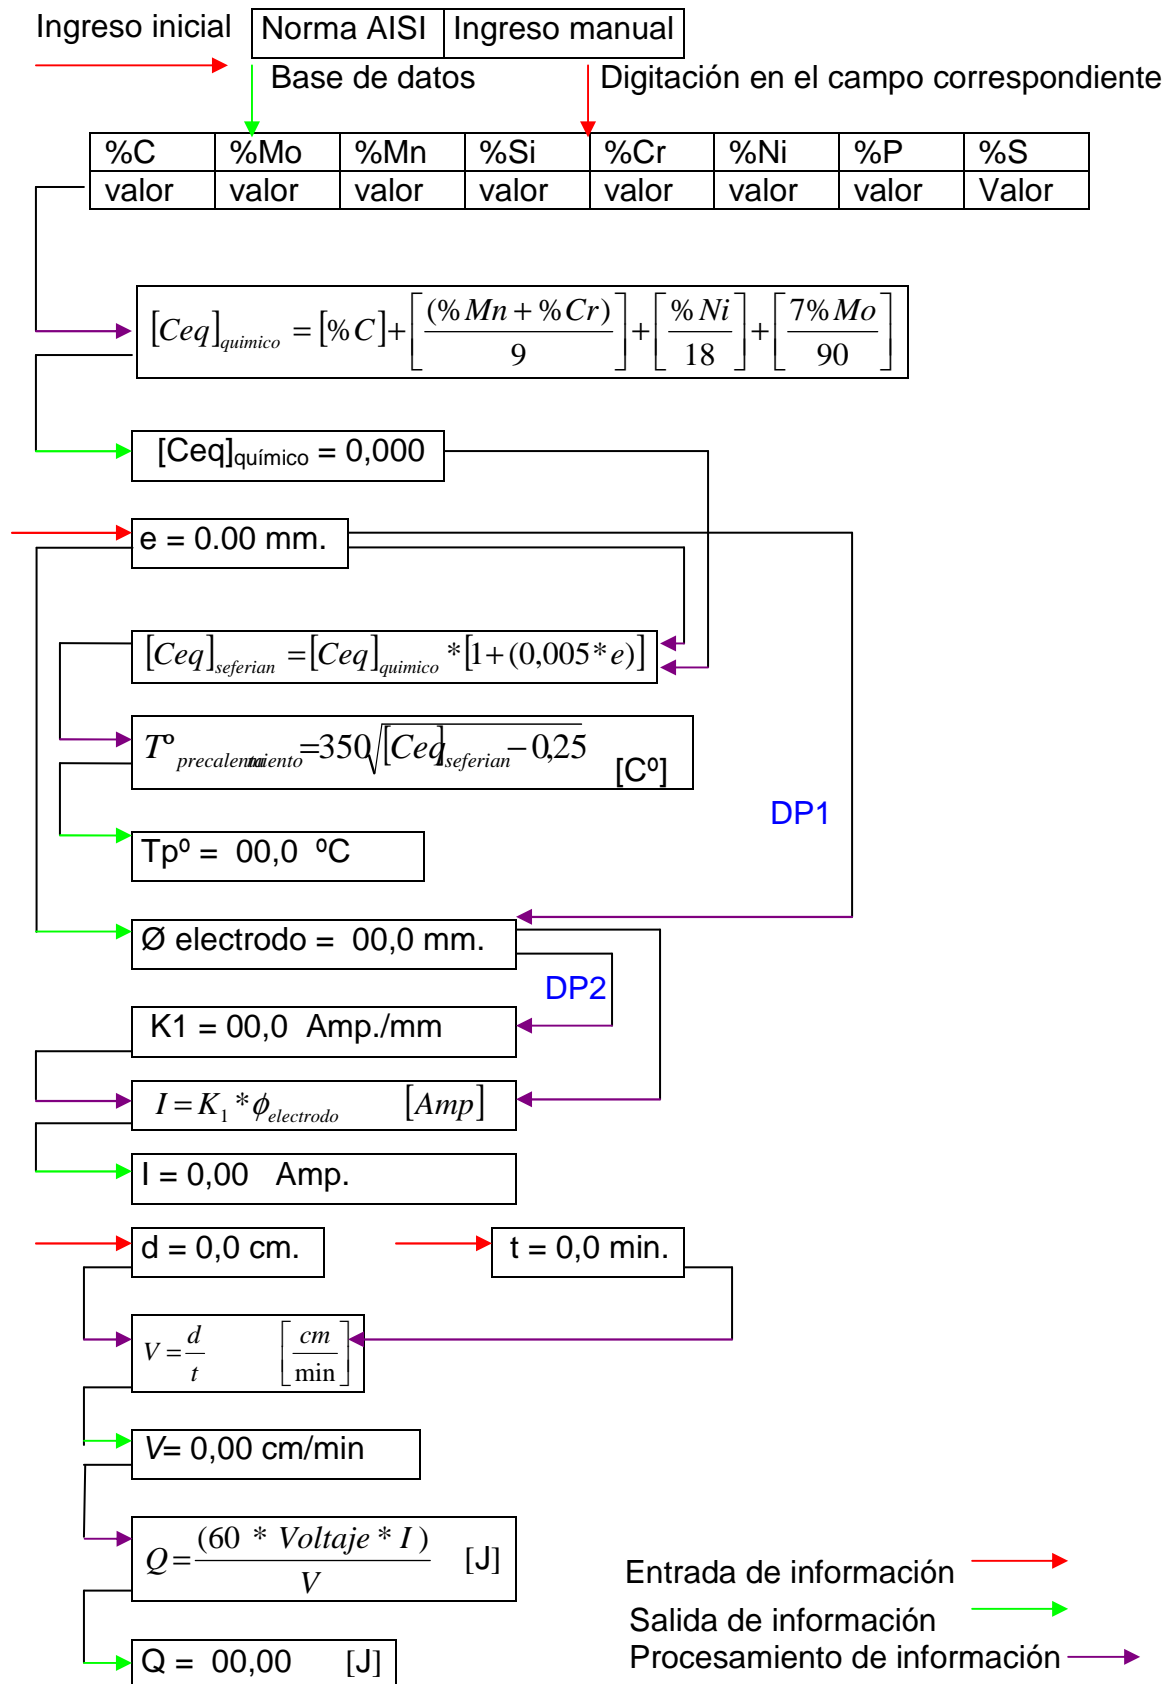 Ingreso inicial Norma AISI Ingreso manual
Base de datos Digitación en el campo correspondiente
%C %Mo %Mn %Si %Cr %Ni %P %S
valor valor valor valor valor valor valor Valor
[Ceq]quimico = [%C]+[(%Mn+%Cr)/9]+[%Ni/18]+[7%Mo/90]
[Ceq]químico = 0,000
e = 0.00 mm.
[Ceq]seferian = [Ceq]quimico *[1+(0,005*e)]
Tº precalentamiento=350√[Ceq]seferian−0,25 [Cº]
DP1
Tpº = 00,0 ºC
Ø electrodo = 00,0 mm.
DP2
K1 = 00,0 Amp./mm
I = K1 *ϕelectrodo [Amp]
I = 0,00 Amp.
d = 0,0 cm. t = 0,0 min.
V = d/t [cm/min]
V= 0,00 cm/min
Q = (60 * Voltaje * I)/V [J]
Entrada de información
Salida de información
Procesamiento de información
Q = 00,00 [J]